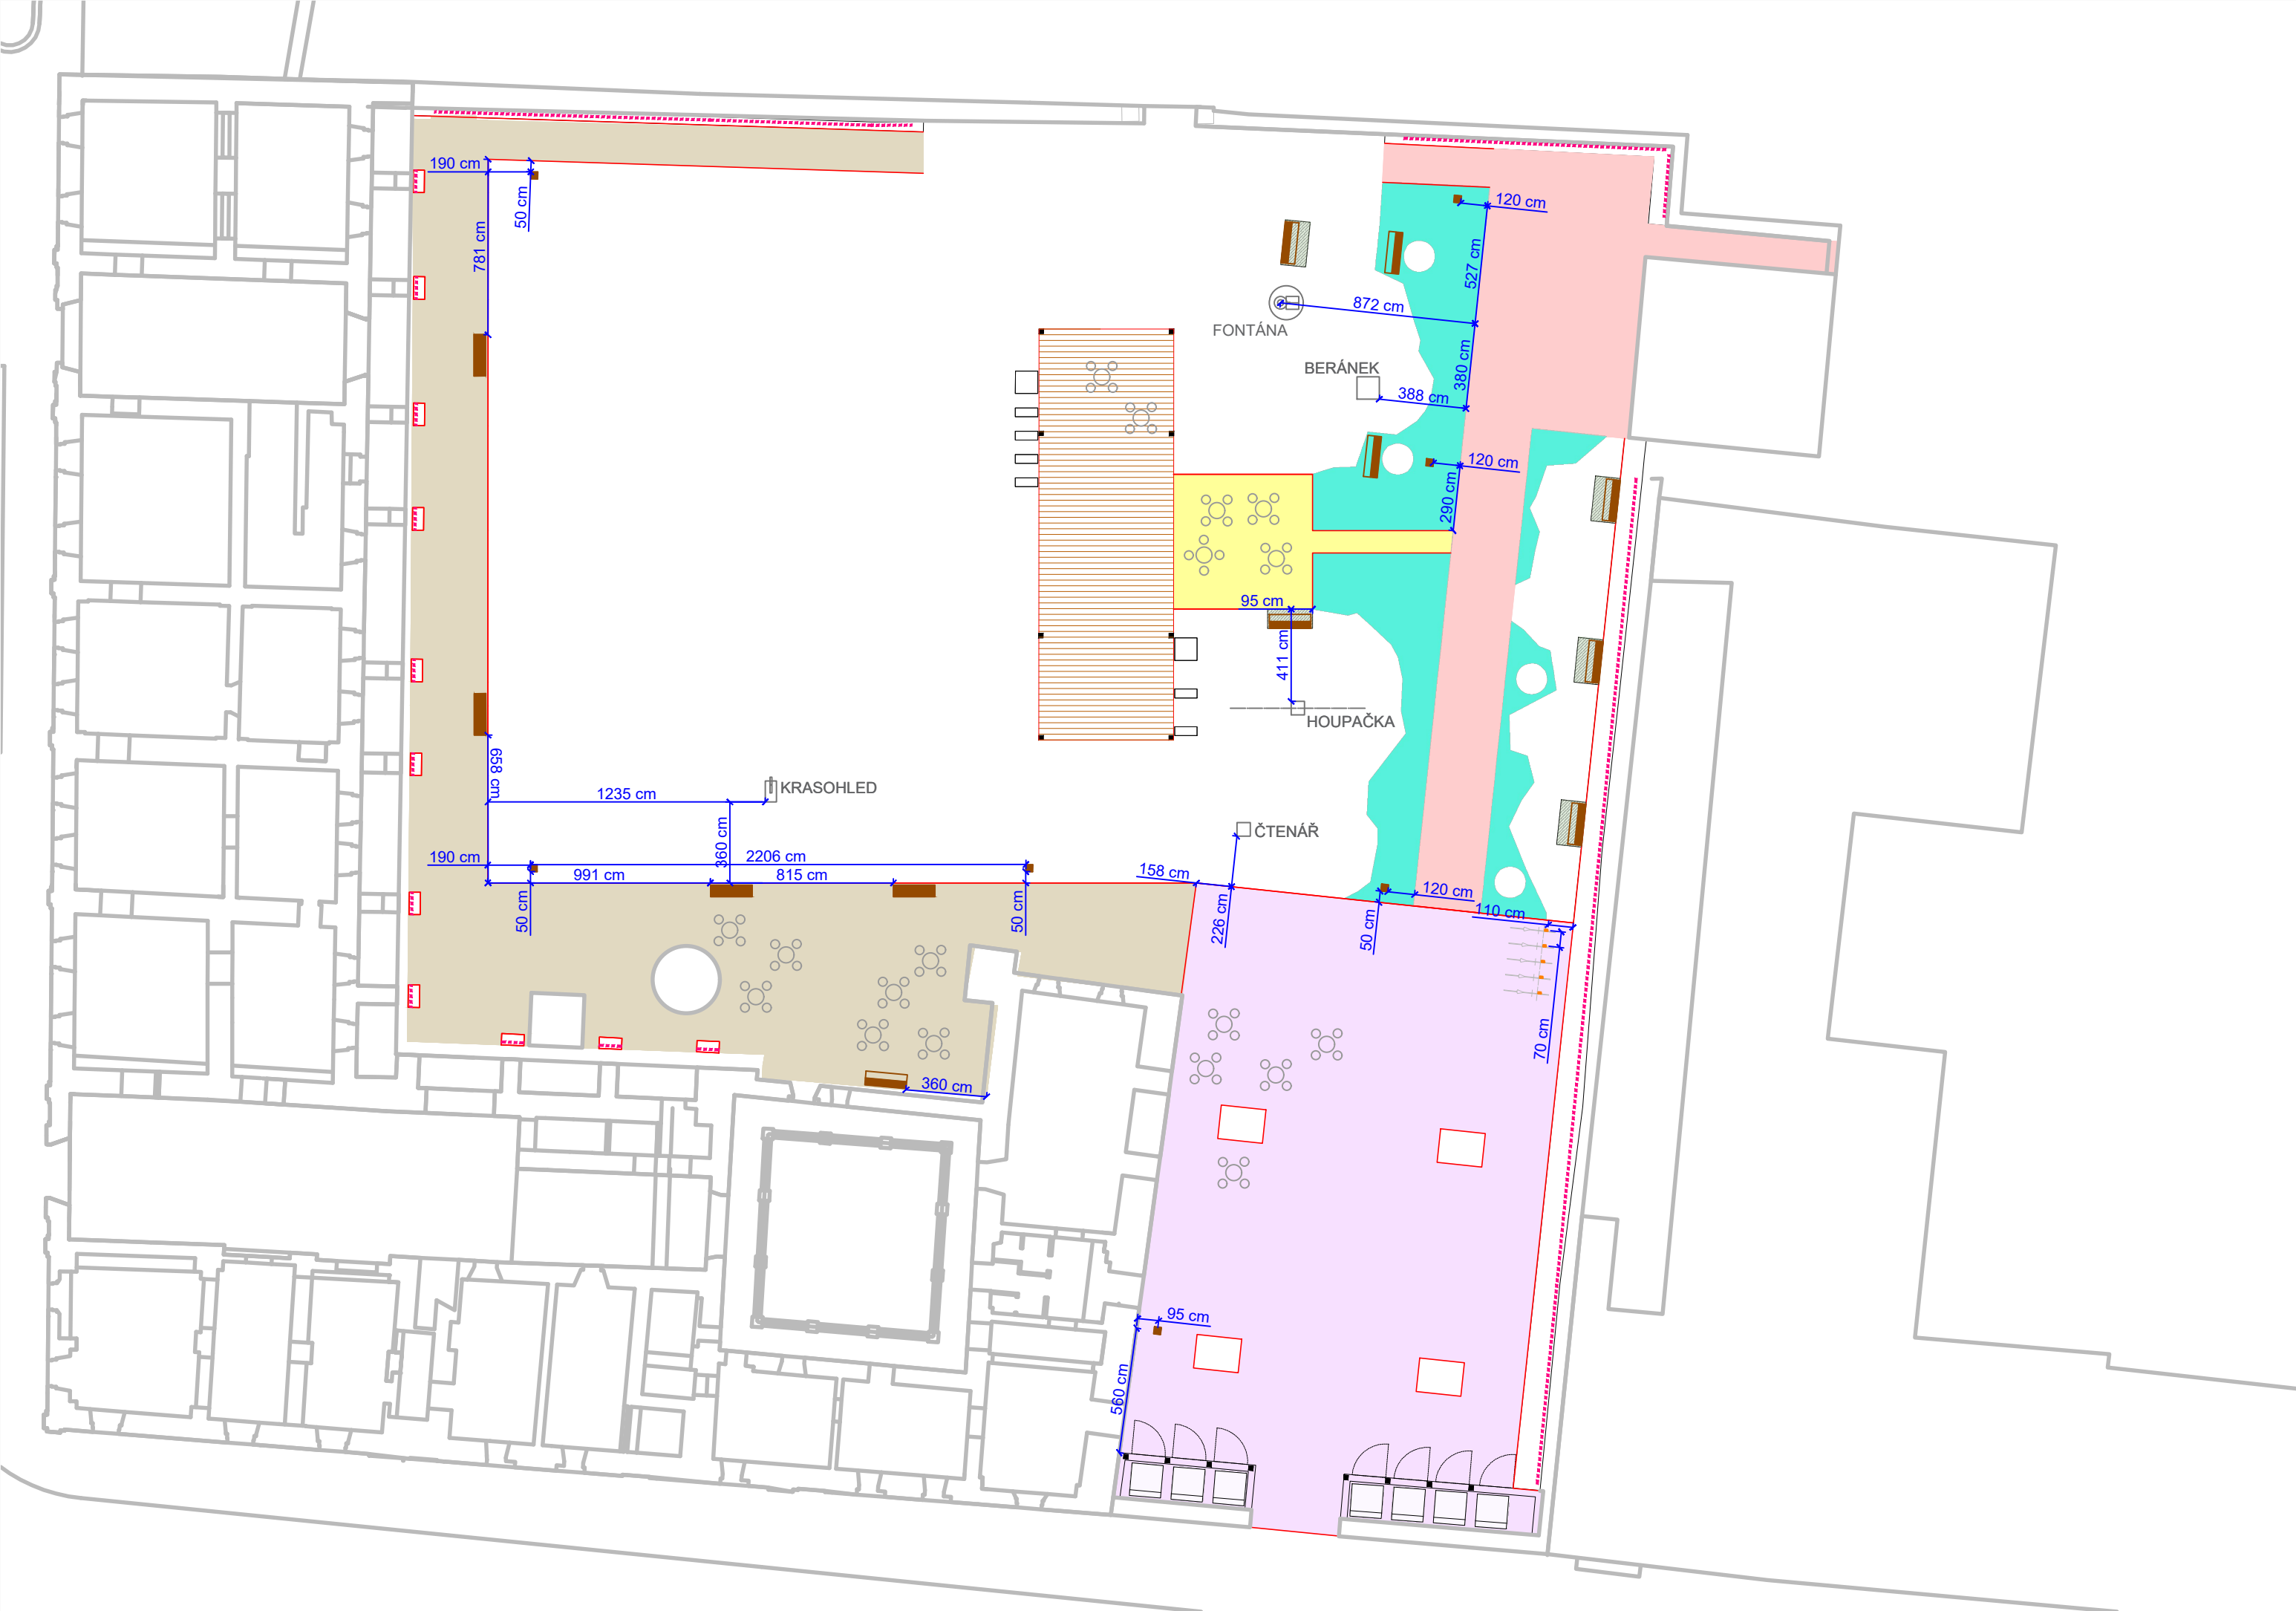 190 cm
50 cm
781 cm
120 cm
527 cm
872 cm
FONTÁNA
BERÁNEK
380 cm
388 cm
120 cm
290 cm
95 cm
411 cm
HOUPAČKA
658 cm
KRASOHLED
1235 cm
360 cm
ČTENÁŘ
190 cm
2206 cm
991 cm
815 cm
158 cm
120 cm
50 cm
50 cm
226 cm
50 cm
110 cm
70 cm
360 cm
95 cm
560 cm